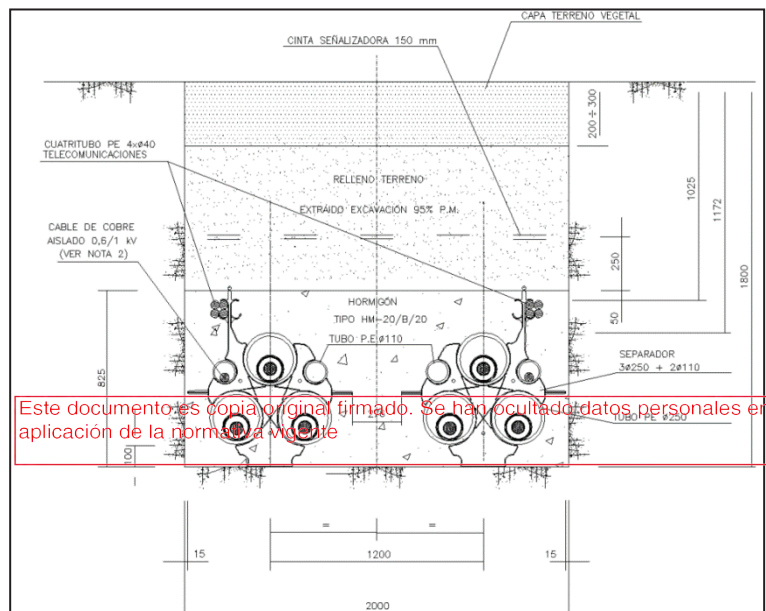 CAPA TERRENO VEGETAL
CINTA SEÑALIZADORA 150 mm
200÷300
CUATRITUBO PE 4xø40
TELECOMUNICACIONES
RELLENO TERRENO
EXTRAÍDO EXCAVACIÓN 95% P.M.
1025
1172
1800
CABLE DE COBRE
AISLADO 0,6/1 kV
(VER NOTA 2)
250
HORMIGÓN
TIPO HM-20/B/20
50
TUBO P.E ø110
SEPARADOR
3ø250 + 2ø110
825
Este documento es copia original firmado. Se han ocultado datos personales en
aplicación de la normativa vigente
TUBO PE ø250
100
=
=
15
1200
15
2000